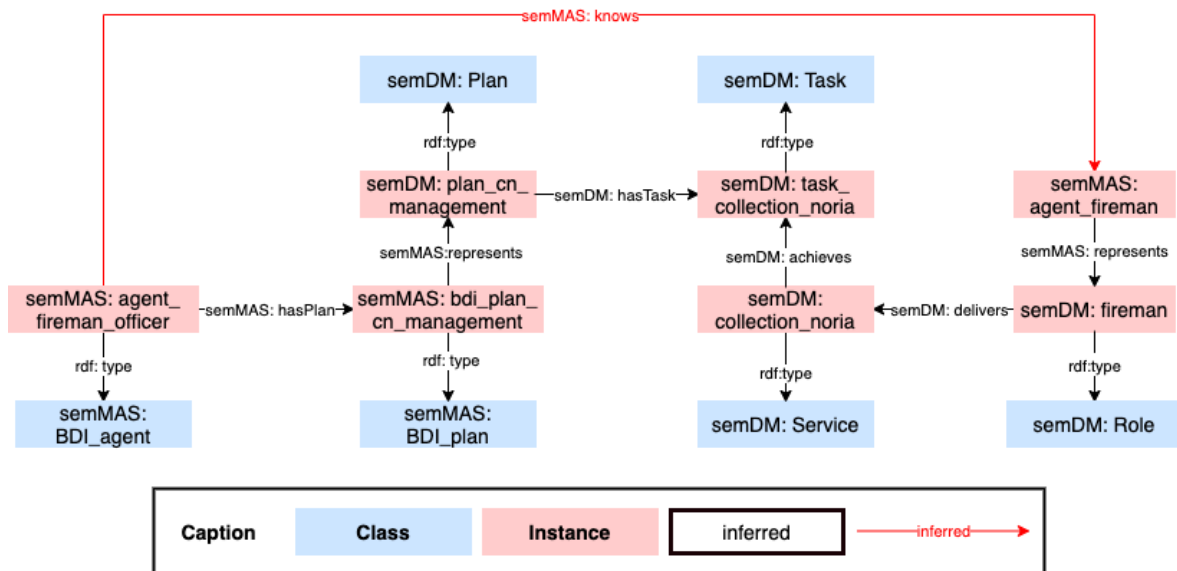 semMAS: knows
semDM: Plan
semDM: Task
rdf:type
rdf:type
semDM: plan_cn_
management
semDM: hasTask
semDM: task_
collection_noria
semMAS:
agent_fireman
semMAS:represents
semDM: achieves
semMAS: represents
semMAS: agent_
fireman_officer
semMAS: hasPlan
semMAS: bdi_plan_
cn_management
semDM:
collection_noria
semDM: delivers
semDM: fireman
rdf: type
rdf: type
rdf:type
rdf:type
semMAS:
BDI_agent
semMAS:
BDI_plan
semDM: Service
semDM: Role
Caption
Class
Instance
inferred
inferred